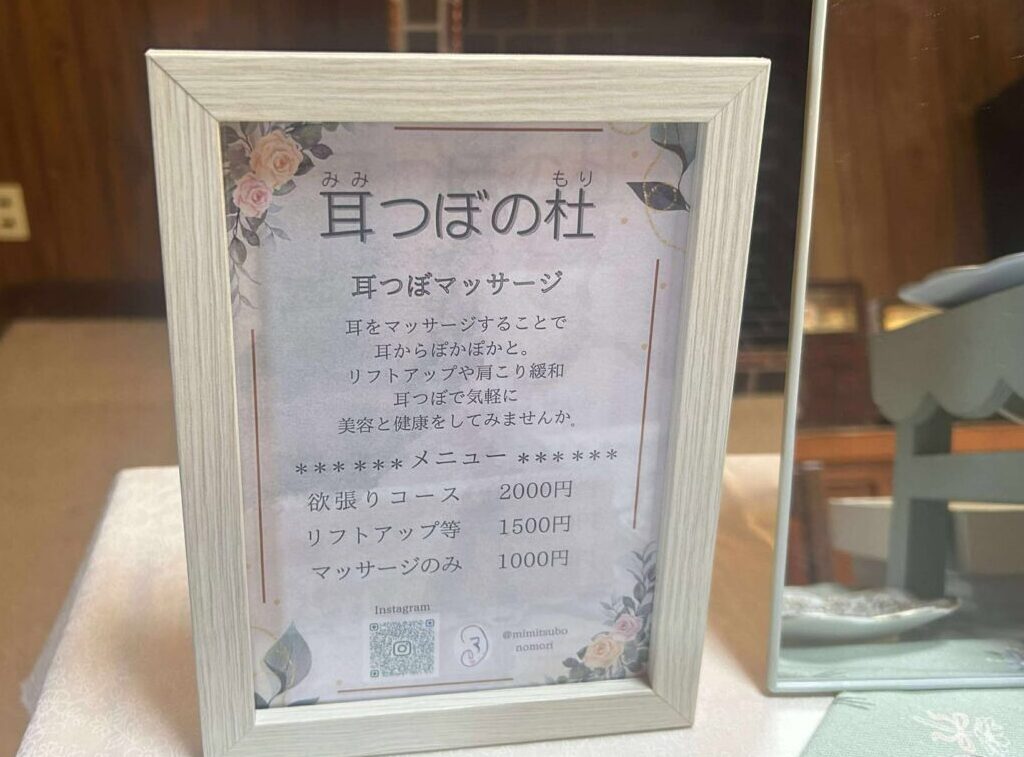 みみ もり
耳つぼの杜
耳つぼマッサージ
耳をマッサージすることで
耳からぽかぽかと。
リフトアップや肩こり緩和
耳つぼで気軽に
美容と健康をしてみませんか。
******メニュー******
欲張りコース 2000円
リフトアップ等 1500円
マッサージのみ 1000円
Instagram
@mimitsubo
nomori